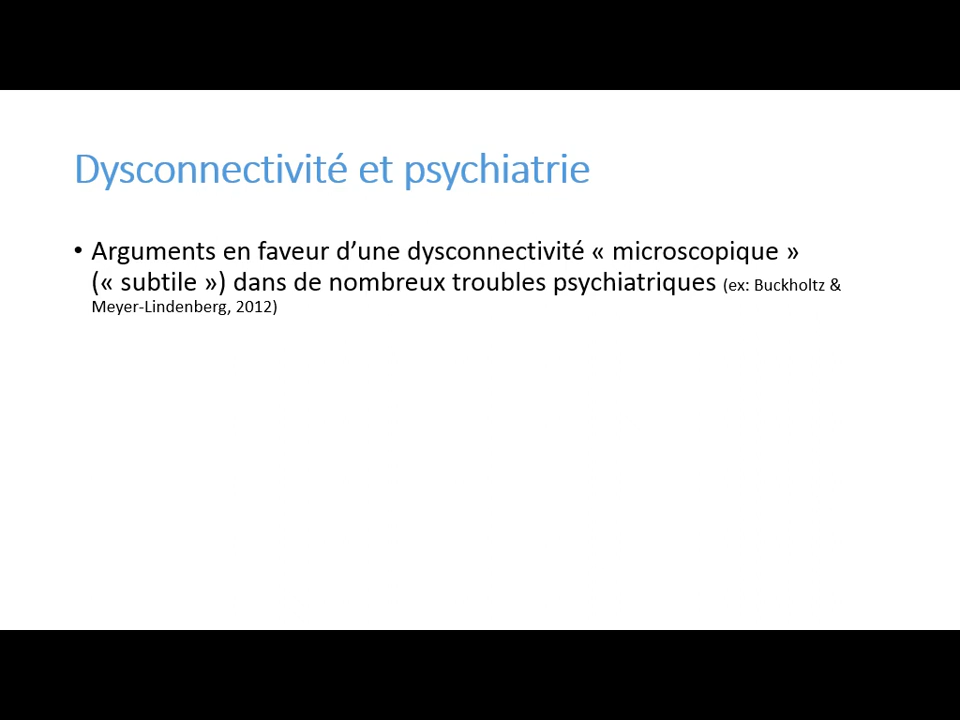 Dysconnectivité et psychiatrie
• Arguments en faveur d’une dysconnectivité « microscopique »
(« subtile ») dans de nombreux troubles psychiatriques (ex: Buckholtz &
Meyer-Lindenberg, 2012)